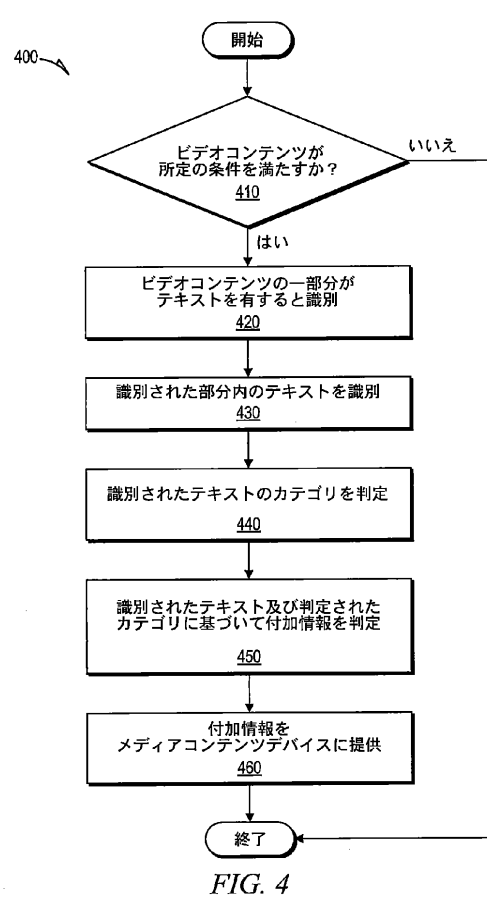 開始
400
ビデオコンテンツが
所定の条件を満たすか？
410
いいえ
はい
ビデオコンテンツの一部分が
テキストを有すると識別
420
識別された部分内のテキストを識別
430
識別されたテキストのカテゴリを判定
440
識別されたテキスト及び判定された
カテゴリに基づいて付加情報を判定
450
付加情報を
メディアコンテンツデバイスに提供
460
終了
FIG. 4